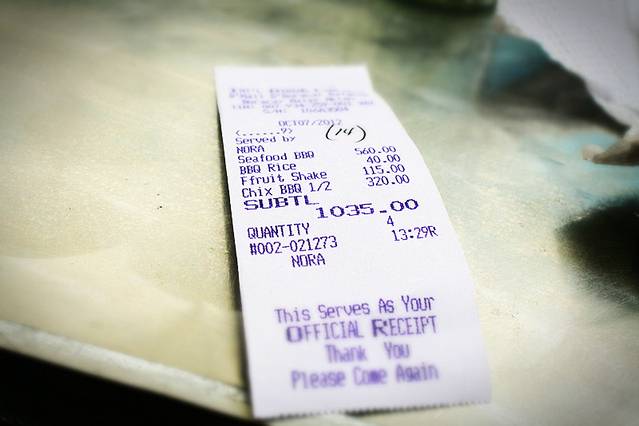 OCT07/2012
(......9) (14)
Served by
NORA
Seafood BBQ 560.00
BBQ Rice 40.00
Ffruit Shake 115.00
Chix BBQ 1/2 320.00
SUBTL
1035.00
QUANTITY 4
#002-021273 13:29R
NORA
This Serves As Your
OFFICIAL RECEIPT
Thank You
Please Come Again